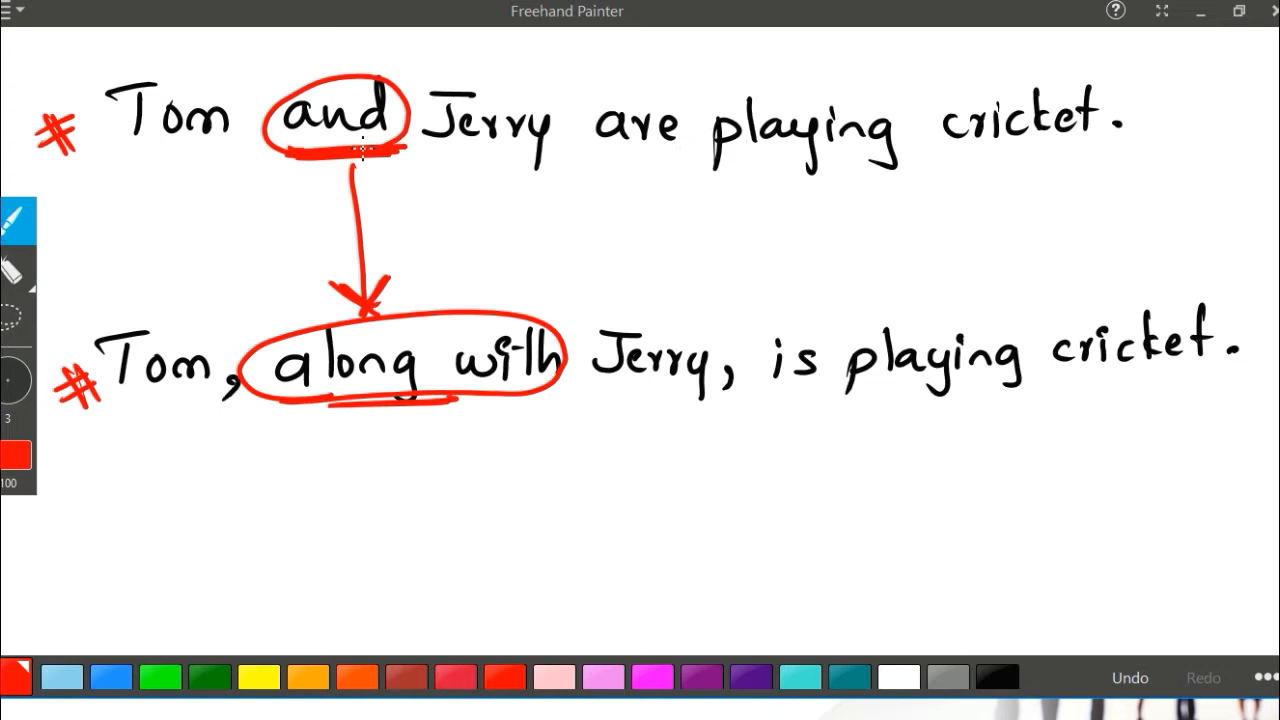 Freehand Painter
Tom and Jerry are playing cricket.
Tom, along with Jerry, is playing cricket.
3
100
Undo Redo